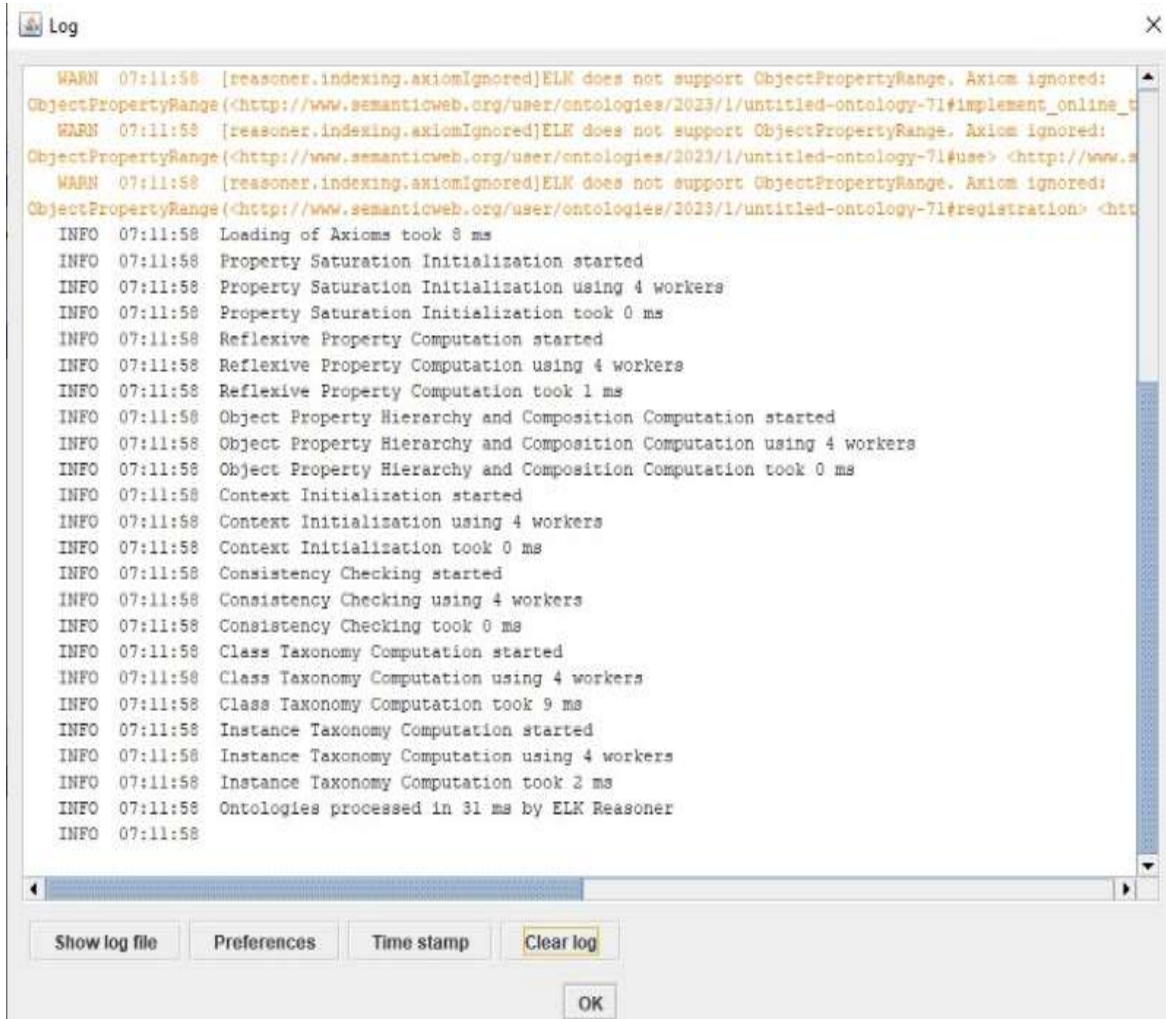 Log
WARN 07:11:58 [reasoner.indexing.axiomIgnored]ELK does not support ObjectPropertyRange. Axiom ignored:
ObjectPropertyRange(<http://www.semanticweb.org/user/ontologies/2023/1/untitled-ontology-71#implement_online_t
WARN 07:11:58 [reasoner.indexing.axiomIgnored]ELK does not support ObjectPropertyRange. Axiom ignored:
ObjectPropertyRange(<http://www.semanticweb.org/user/ontologies/2023/1/untitled-ontology-71#use> <http://www.s
WARN 07:11:58 [reasoner.indexing.axiomIgnored]ELK does not support ObjectPropertyRange. Axiom ignored:
ObjectPropertyRange(<http://www.semanticweb.org/user/ontologies/2023/1/untitled-ontology-71#registration> <htt
INFO 07:11:58 Loading of Axioms took 8 ms
INFO 07:11:58 Property Saturation Initialization started
INFO 07:11:58 Property Saturation Initialization using 4 workers
INFO 07:11:58 Property Saturation Initialization took 0 ms
INFO 07:11:58 Reflexive Property Computation started
INFO 07:11:58 Reflexive Property Computation using 4 workers
INFO 07:11:58 Reflexive Property Computation took 1 ms
INFO 07:11:58 Object Property Hierarchy and Composition Computation started
INFO 07:11:58 Object Property Hierarchy and Composition Computation using 4 workers
INFO 07:11:58 Object Property Hierarchy and Composition Computation took 0 ms
INFO 07:11:58 Context Initialization started
INFO 07:11:58 Context Initialization using 4 workers
INFO 07:11:58 Context Initialization took 0 ms
INFO 07:11:58 Consistency Checking started
INFO 07:11:58 Consistency Checking using 4 workers
INFO 07:11:58 Consistency Checking took 0 ms
INFO 07:11:58 Class Taxonomy Computation started
INFO 07:11:58 Class Taxonomy Computation using 4 workers
INFO 07:11:58 Class Taxonomy Computation took 9 ms
INFO 07:11:58 Instance Taxonomy Computation started
INFO 07:11:58 Instance Taxonomy Computation using 4 workers
INFO 07:11:58 Instance Taxonomy Computation took 2 ms
INFO 07:11:58 Ontologies processed in 31 ms by ELK Reasoner
INFO 07:11:58
Show log file Preferences Time stamp Clear log
OK